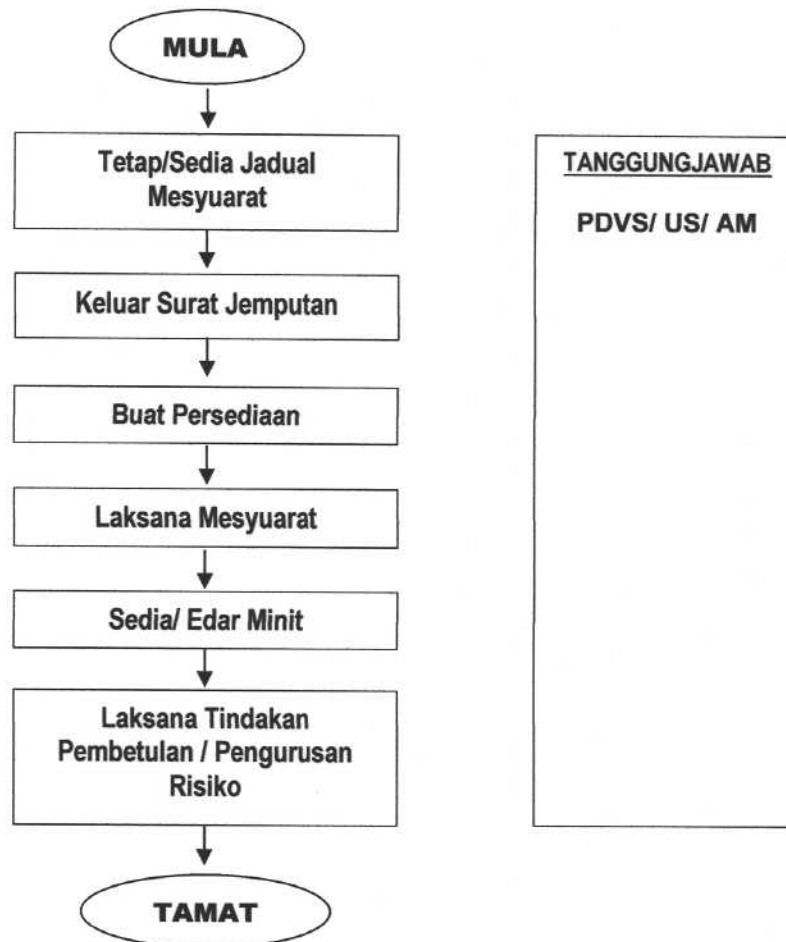 MULA
Tetap/Sedia Jadual
Mesyuarat
Keluar Surat Jemputan
Buat Persediaan
Laksana Mesyuarat
Sedia/ Edar Minit
Laksana Tindakan
Pembetulan / Pengurusan
Risiko
TAMAT
TANGGUNGJAWAB
PDVS/ US/ AM